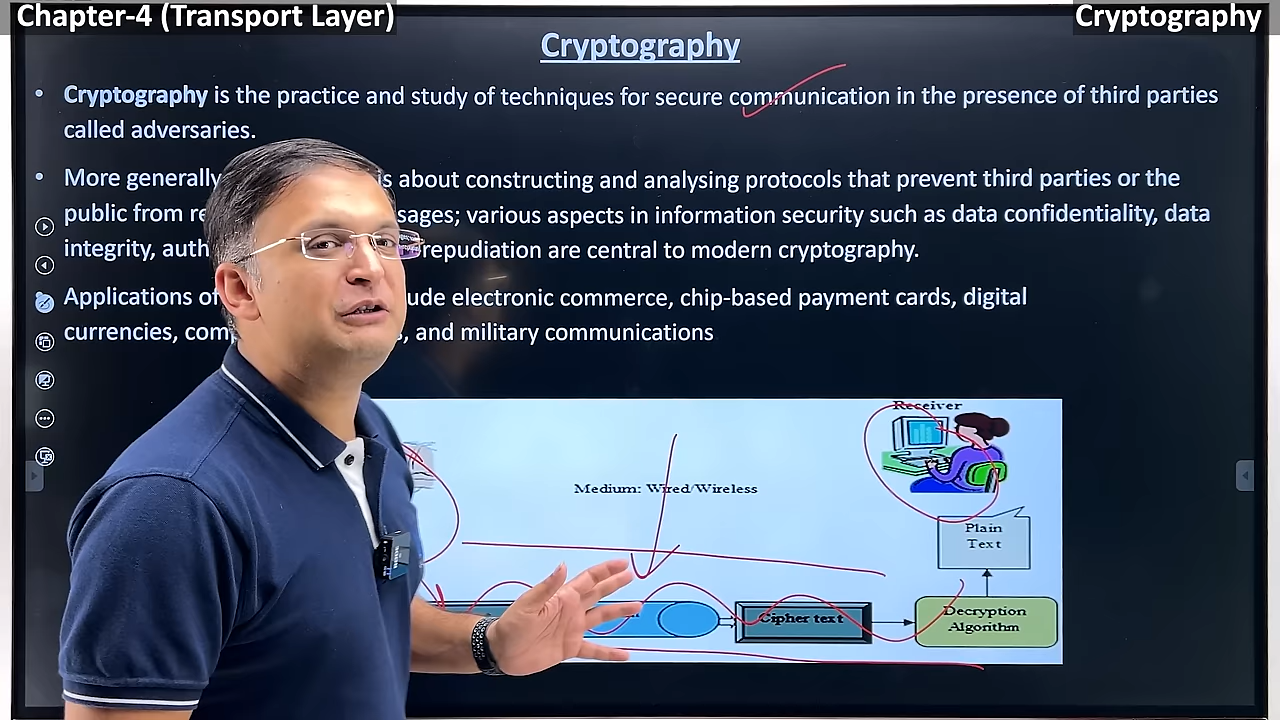 Chapter-4 (Transport Layer)
Cryptography
Cryptography
• Cryptography is the practice and study of techniques for secure communication in the presence of third parties
called adversaries.
• More generally is about constructing and analysing protocols that prevent third parties or the
public from sages; various aspects in information security such as data confidentiality, data
integrity, repudiation are central to modern cryptography.
Applications of ude electronic commerce, chip-based payment cards, digital
currencies, and military communications
Receiver
Medium: Wired/Wireless
Plain
Text
Cipher text
Decryption
Algorithm